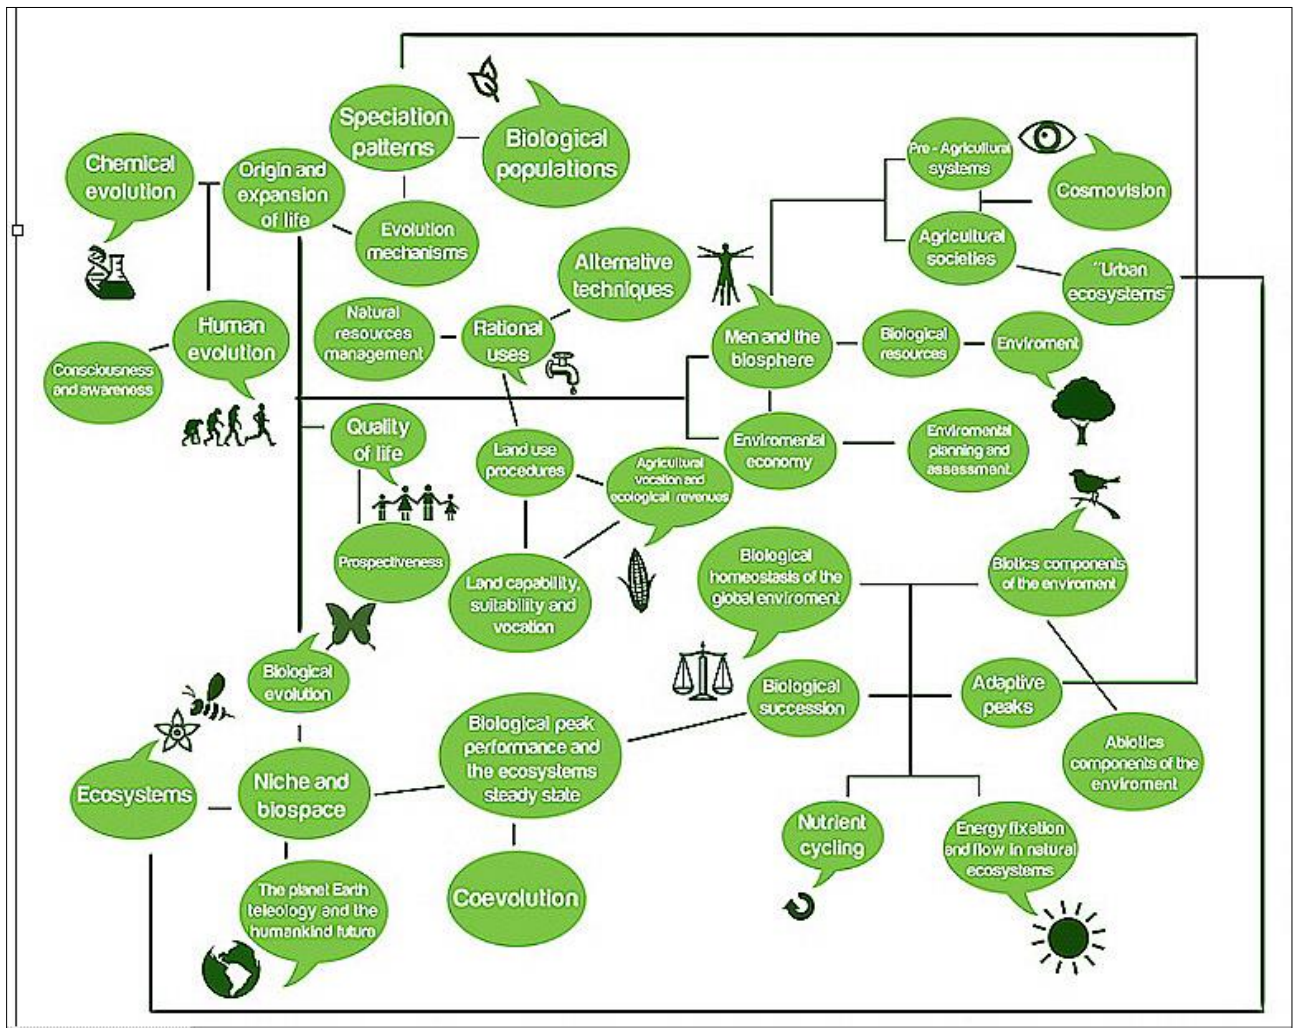 Speciation
patterns
Biological
populations
Chemical
evolution
Origin and
expansion
of life
Evolution
mechanisms
Pre - Agricultural
systems
Cosmovision
Agricultural
societies
"Urban
ecosystems"
Alternative
techniques
Natural
resources
management
Rational
uses
Human
evolution
Consciousness
and awareness
Men and the
biosphere
Biological
resources
Enviroment
Quality
of life
Enviromental
economy
Enviromental
planning and
assessment.
Land use
procedures
Agricultural
vocation and
ecological revenues
Prospectiveness
Land capability,
suitability and
vocation
Biological
homeostasis of the
global enviroment
Biotics components
of the enviroment
Biological
evolution
Biological
succession
Adaptive
peaks
Biological peak
performance and
the ecosystems
steady state
Abiotics
components of the
enviroment
Ecosystems
Niche and
biospace
Nutrient
cycling
Energy fixation
and flow in natural
ecosystems
The planet Earth
teleology and the
humankind future
Coevolution